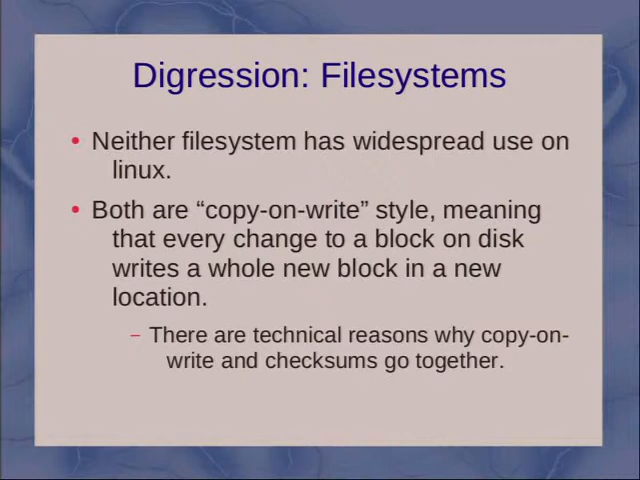 Digression: Filesystems
• Neither filesystem has widespread use on
linux.
• Both are “copy-on-write” style, meaning
that every change to a block on disk
writes a whole new block in a new
location.
– There are technical reasons why copy-on-
write and checksums go together.